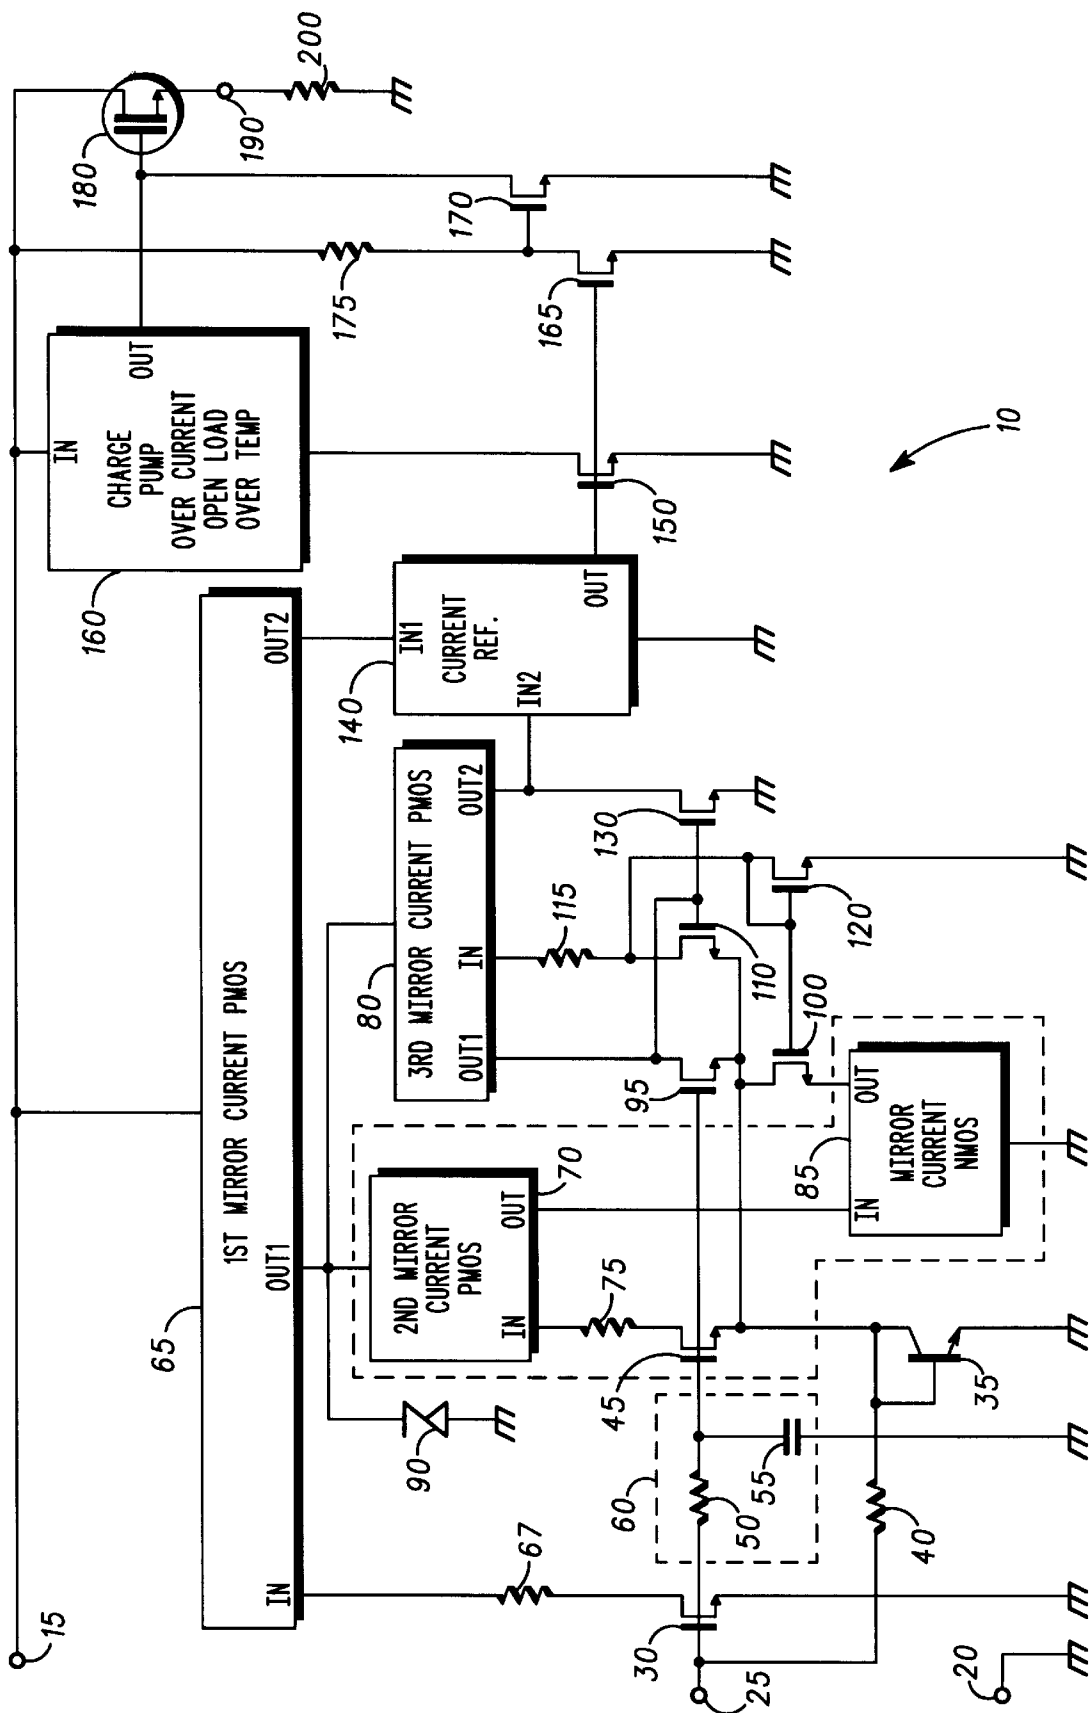 15
65
1ST MIRROR CURRENT PMOS
IN
OUT1
OUT2
67
90
2ND MIRROR
CURRENT
PMOS
IN
OUT
70
75
80
3RD MIRROR CURRENT PMOS
OUT1
IN
OUT2
115
140
IN1
CURRENT
REF.
IN2
OUT
160
IN
CHARGE
PUMP
OVER CURRENT
OPEN LOAD
OVER TEMP
OUT
180
190
200
175
170
165
150
130
110
120
100
95
45
60
50
55
30
25
40
35
85
IN
OUT
MIRROR
CURRENT
NMOS
20
10